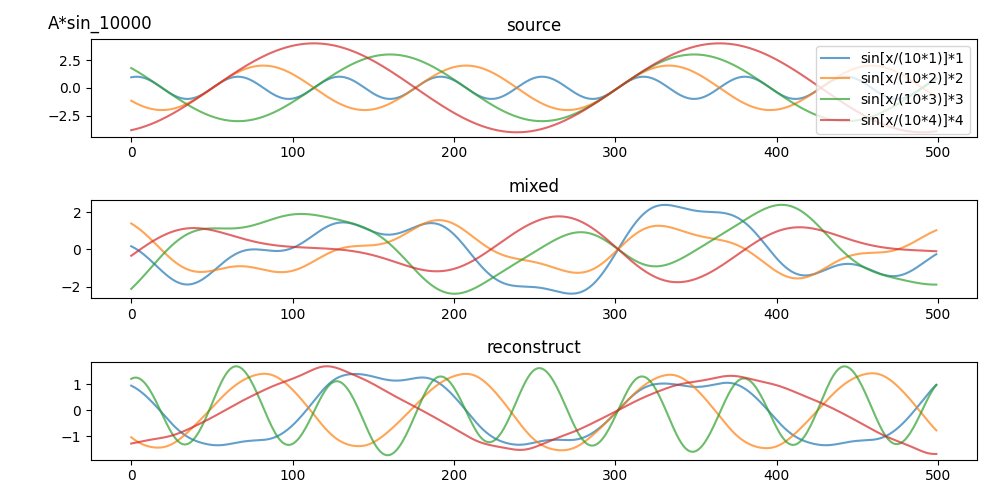 A*sin_10000
source
2.5
0.0
−2.5
sin[x/(10*1)]*1
sin[x/(10*2)]*2
sin[x/(10*3)]*3
sin[x/(10*4)]*4
0 100 200 300 400 500
mixed
2
0
−2
0 100 200 300 400 500
reconstruct
1
0
−1
0 100 200 300 400 500